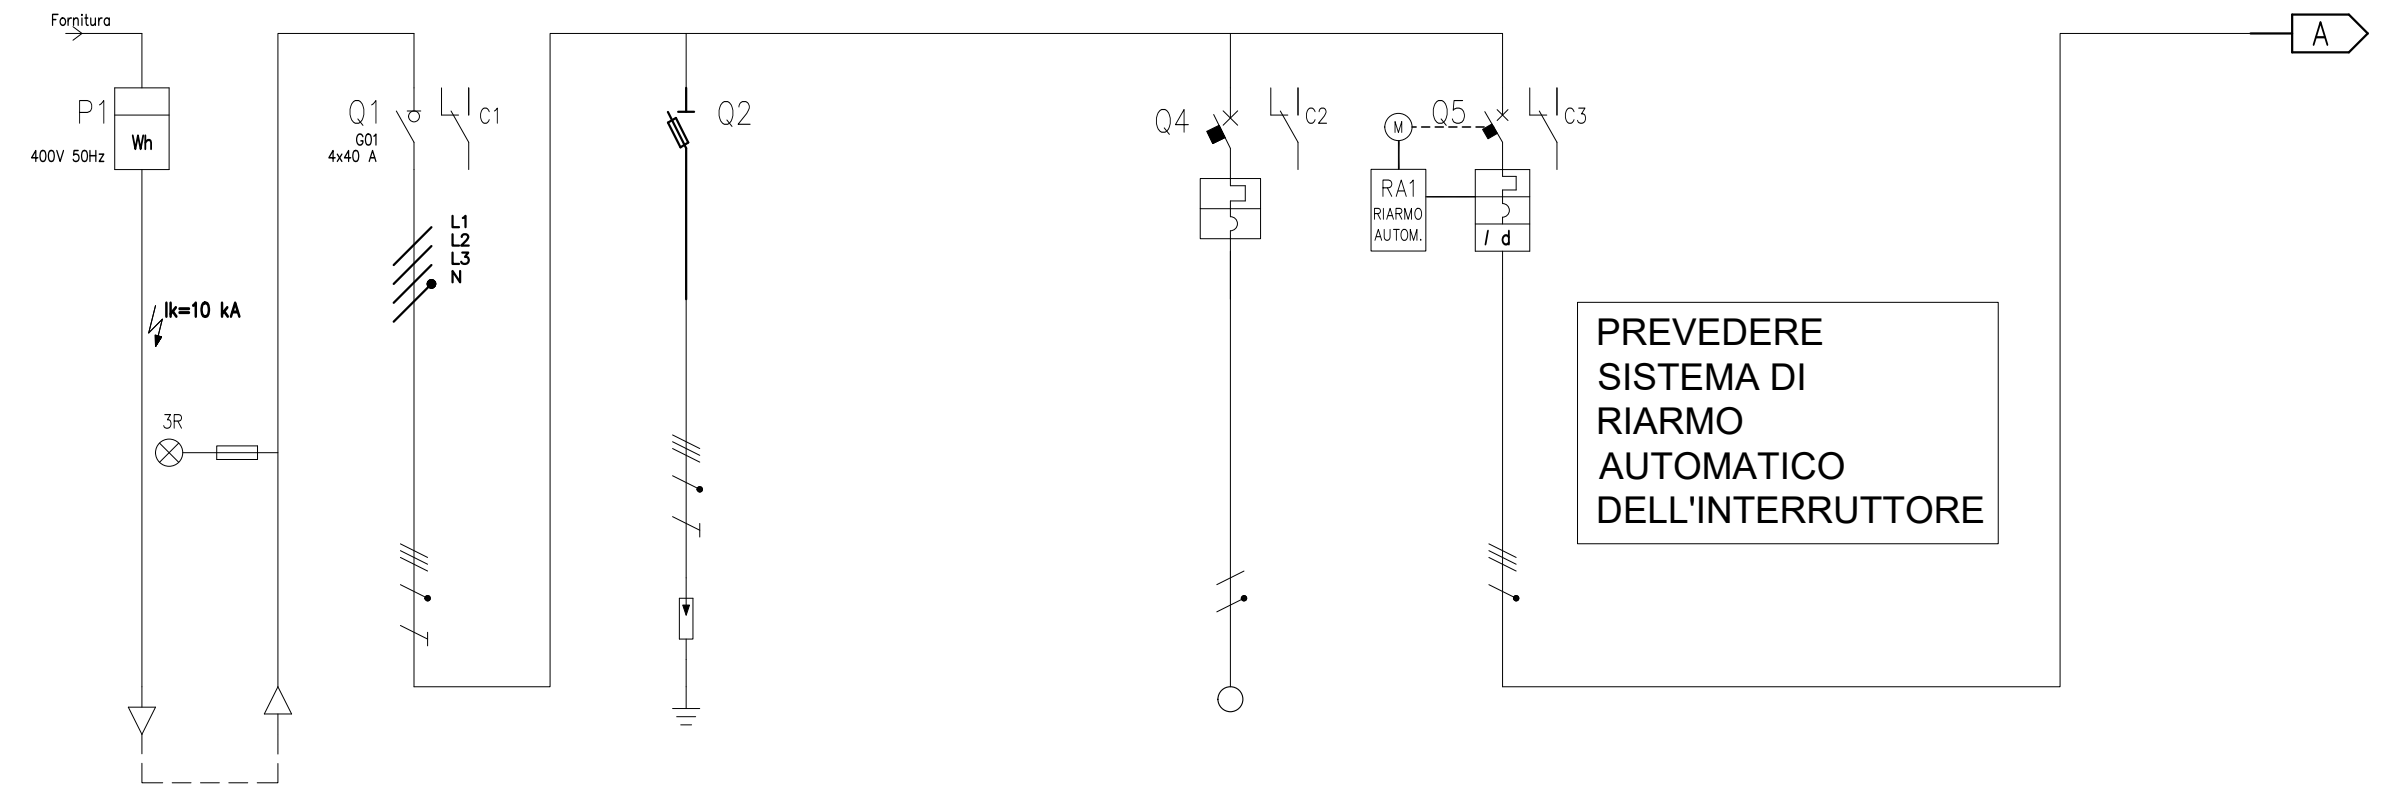 Fornitura
A
P1
Wh
400V 50Hz
Q1
G01
4x40 A
C1
Q2
Q4
C2
Q5
C3
M
RA1
RIARMO
AUTOM.
I d
L1
L2
L3
N
Ik=10 kA
3R
PREVEDERE
SISTEMA DI
RIARMO
AUTOMATICO
DELL'INTERRUTTORE